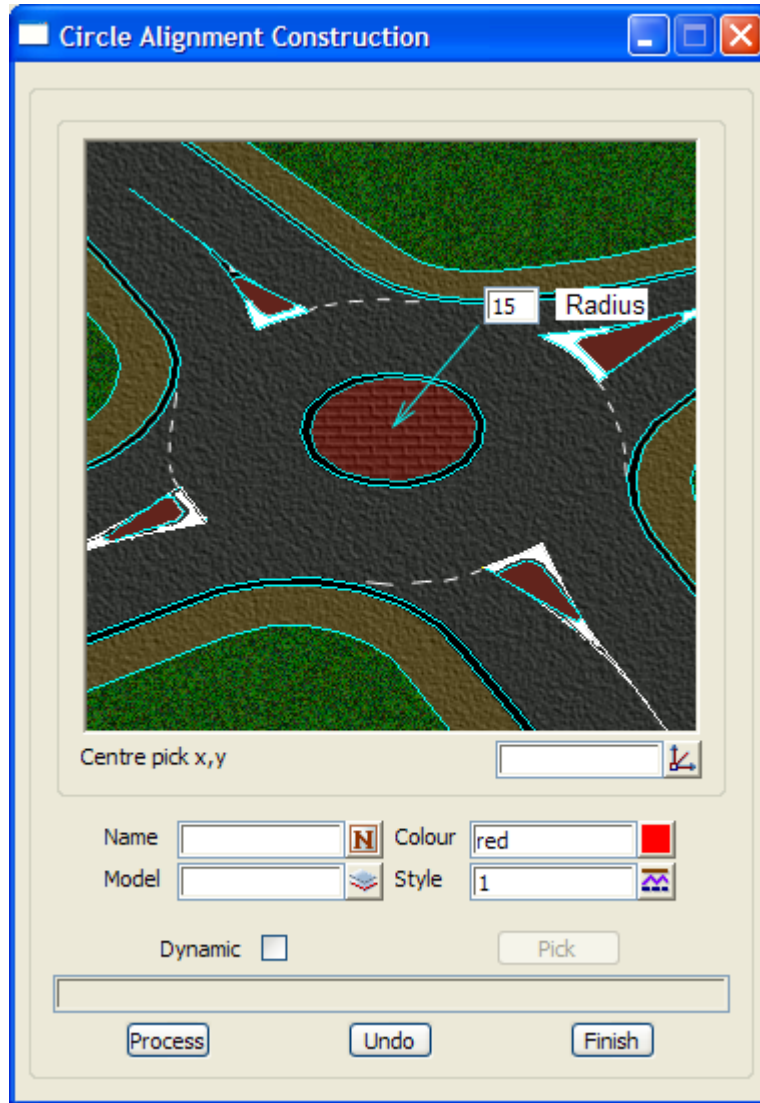 Circle Alignment Construction
15 Radius
Centre pick x,y
Name N Colour red
Model Style 1
Dynamic Pick
Process Undo Finish